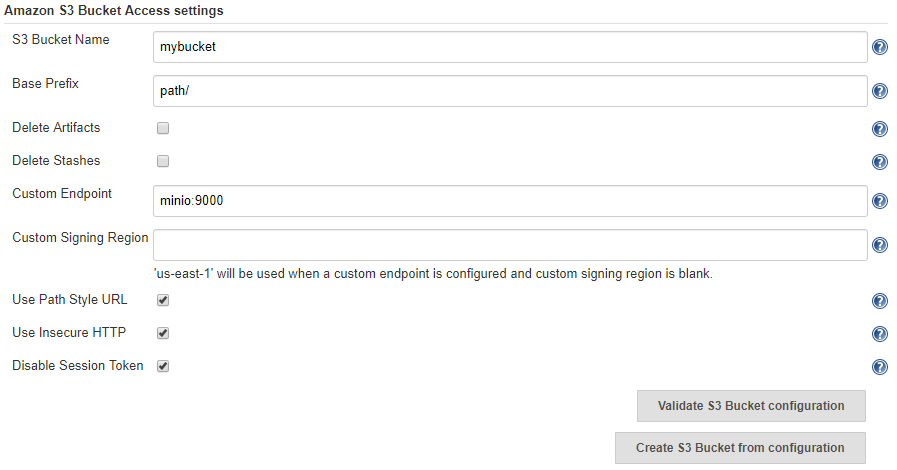 Amazon S3 Bucket Access settings
S3 Bucket Name
mybucket
Base Prefix
path/
Delete Artifacts
Delete Stashes
Custom Endpoint
minio:9000
Custom Signing Region
'us-east-1' will be used when a custom endpoint is configured and custom signing region is blank.
Use Path Style URL
Use Insecure HTTP
Disable Session Token
Validate S3 Bucket configuration
Create S3 Bucket from configuration